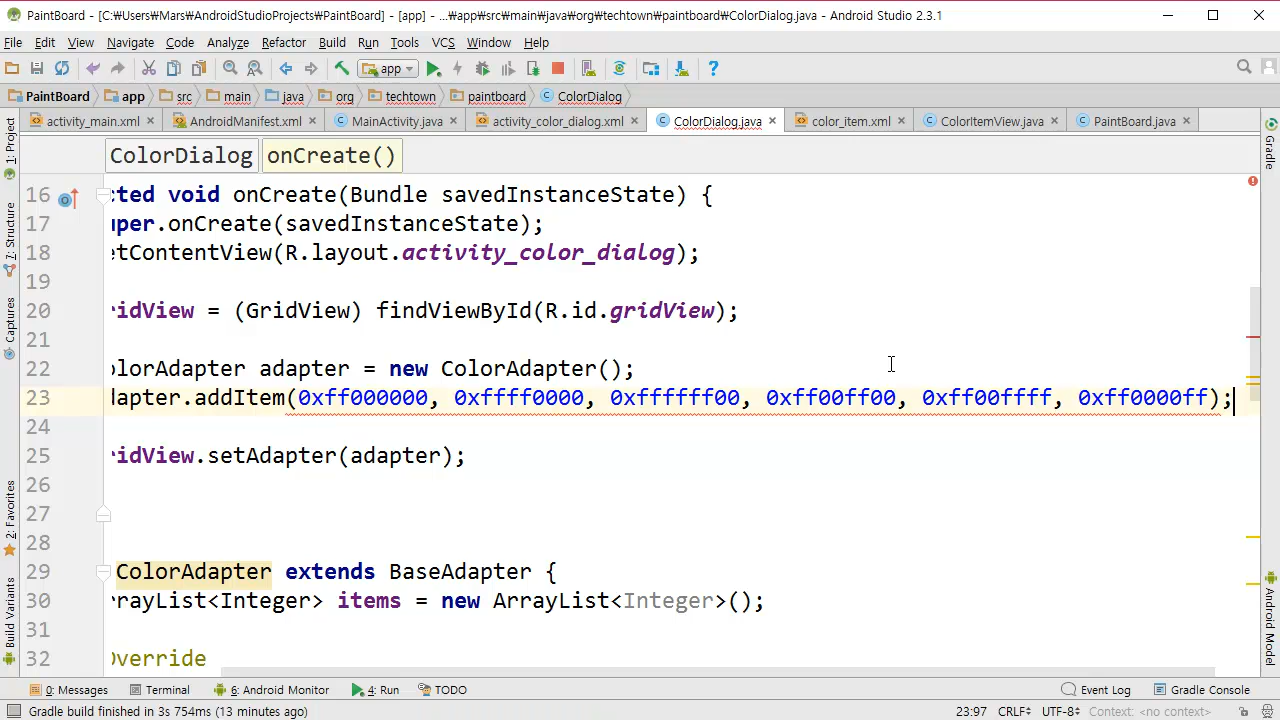 PaintBoard - [C:₩Users₩Mars₩AndroidStudioProjects₩PaintBoard] - [app] - ...₩app₩src₩main₩java₩org₩techtown₩paintboard₩ColorDialog.java - Android Studio 2.3.1
File Edit View Navigate Code Analyze Refactor Build Run Tools VCS Window Help
app
PaintBoard app src main java org techtown paintboard ColorDialog
activity_main.xml AndroidManifest.xml MainActivity.java activity_color_dialog.xml ColorDialog.java color_item.xml ColorItemView.java PaintBoard.java
1: Project
7: Structure
Captures
2: Favorites
Build Variants
ColorDialog onCreate()
16 cted void onCreate(Bundle savedInstanceState) {
17 uper.onCreate(savedInstanceState);
18 etContentView(R.layout.activity_color_dialog);
19
20 ridView = (GridView) findViewById(R.id.gridView);
21
22 olorAdapter adapter = new ColorAdapter();
23 dapter.addItem(0xff000000, 0xffff0000, 0xffffff00, 0xff00ff00, 0xff00ffff, 0xff0000ff);
24
25 ridView.setAdapter(adapter);
26
27
28
29 ColorAdapter extends BaseAdapter {
30 rrayList<Integer> items = new ArrayList<Integer>();
31
32 Override
Gradle
Android Model
0: Messages Terminal 6: Android Monitor 4: Run TODO Event Log Gradle Console
Gradle build finished in 3s 754ms (13 minutes ago) 23:97 CRLF UTF-8 Context: <no context>